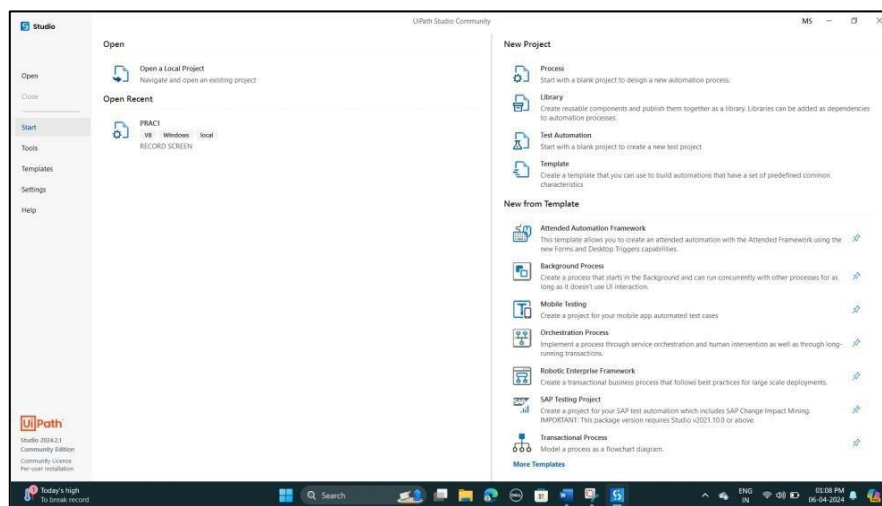 Studio
UiPath Studio Community
MS
Open
Close
Start
Tools
Templates
Settings
Help
Open
Open a Local Project
Navigate and open an existing project
Open Recent
PRAC1
VB Windows local
RECORD SCREEN
New Project
Process
Start with a blank project to design a new automation process.
Library
Create reusable components and publish them together as a library. Libraries can be added as dependencies
to automation processes.
Test Automation
Start with a blank project to create a new test project
Template
Create a template that you can use to build automations that have a set of predefined common
characteristics
New from Template
Attended Automation Framework
This template allows you to create an attended automation with the Attended Framework using the
new Forms and Desktop Triggers capabilities.
Background Process
Create a process that starts in the Background and can run concurrently with other processes for as
long as it doesn't use UI interaction.
Mobile Testing
Create a project for your mobile app automated test cases
Orchestration Process
Implement a process through service orchestration and human intervention as well as through long-
running transactions.
Robotic Enterprise Framework
Create a transactional business process that follows best practices for large scale deployments.
SAP Testing Project
Create a project for your SAP test automation which includes SAP Change Impact Mining.
IMPORTANT: This package version requires Studio v2021.10.0 or above.
Transactional Process
Model a process as a flowchart diagram.
More Templates
UiPath
Studio 2024.2.1
Community Edition
Community License
Per-user installation
Today's high
To break record
Search
ENG
IN
01:08 PM
06-04-2024